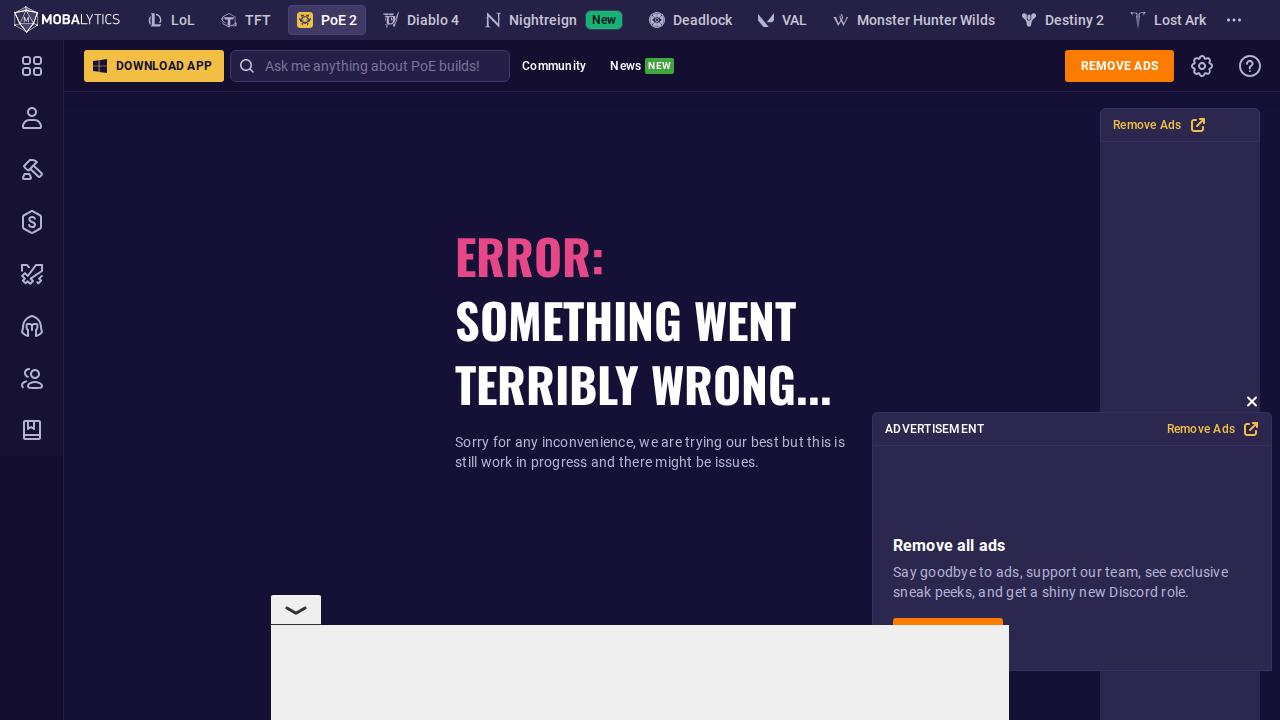 MOBALYTICS
LoL
TFT
PoE 2
Diablo 4
Nightreign New
Deadlock
VAL
Monster Hunter Wilds
Destiny 2
Lost Ark
DOWNLOAD APP
Ask me anything about PoE builds!
Community
News NEW
REMOVE ADS
Remove Ads
ERROR:
SOMETHING WENT
TERRIBLY WRONG...
Sorry for any inconvenience, we are trying our best but this is
still work in progress and there might be issues.
ADVERTISEMENT
Remove Ads
Remove all ads
Say goodbye to ads, support our team, see exclusive
sneak peeks, and get a shiny new Discord role.